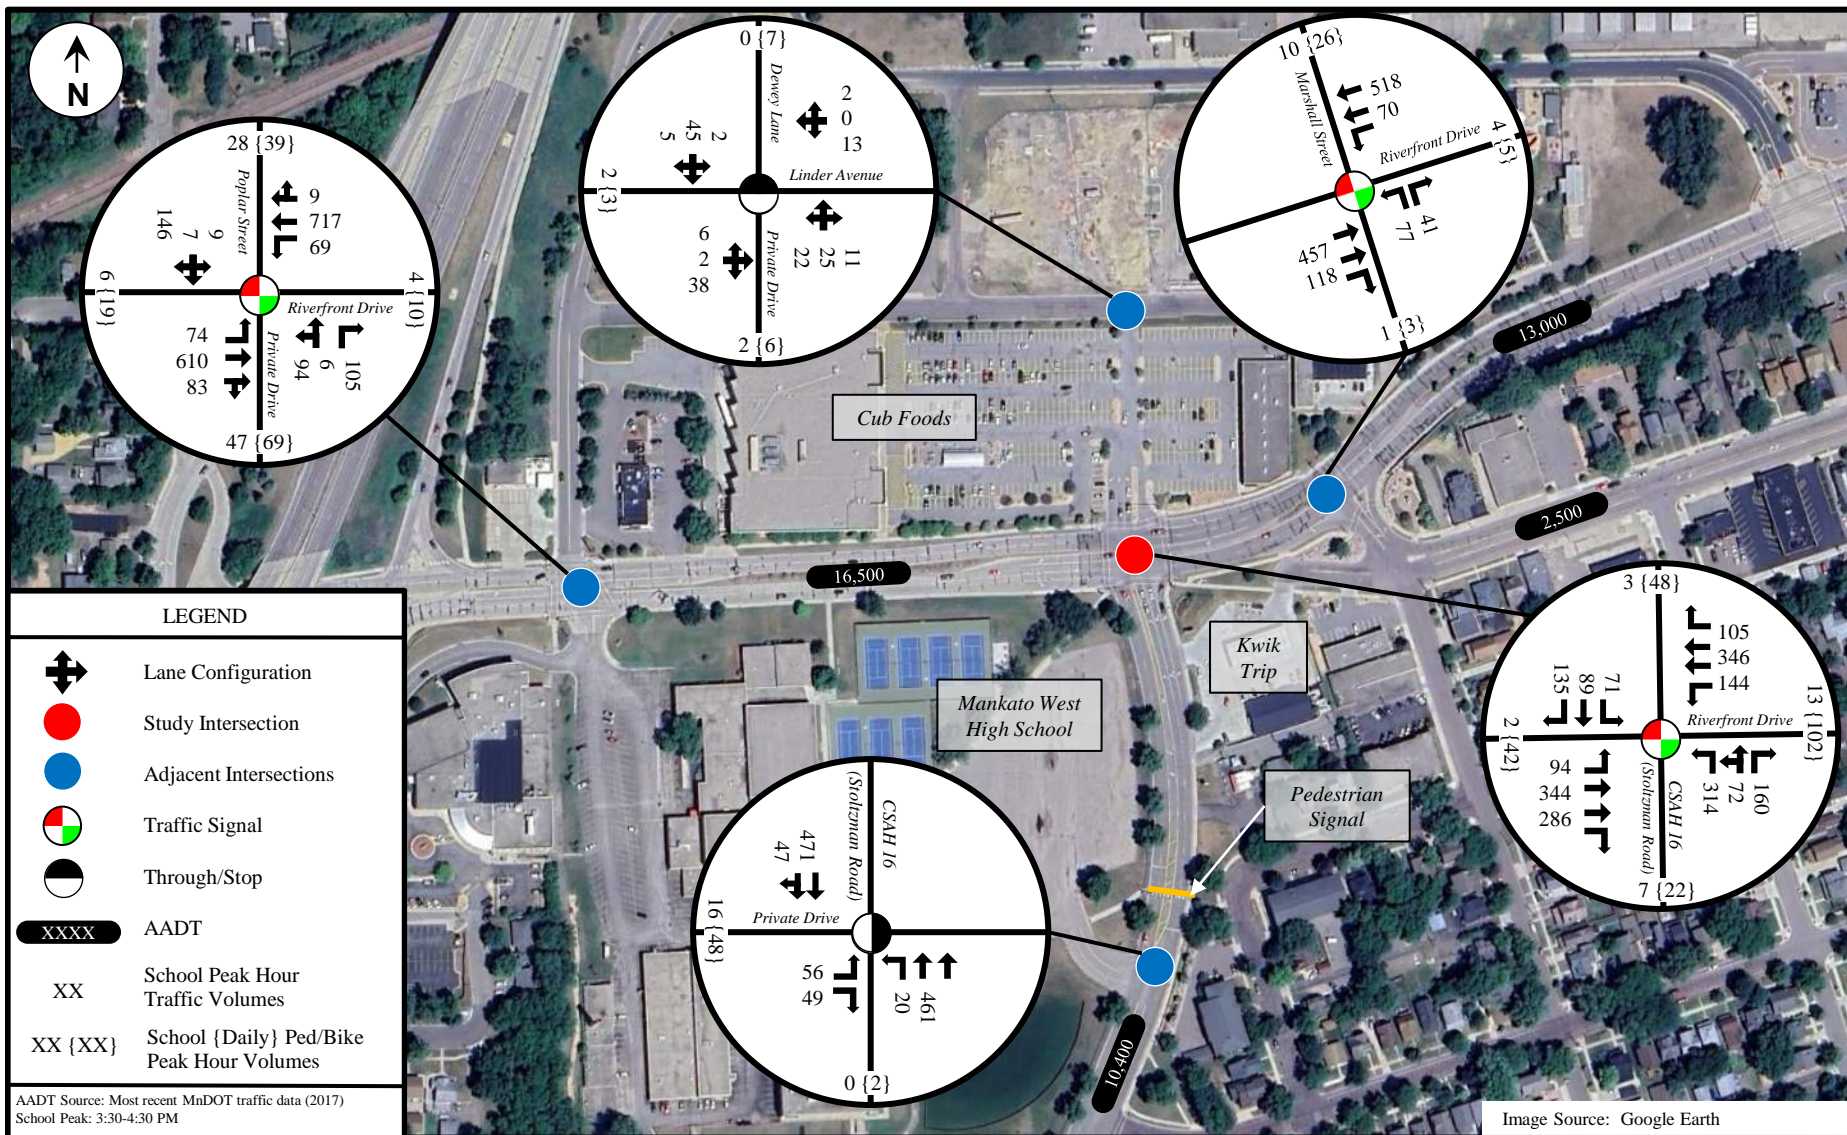 N
28 {39}
Poplar Street
9
717
69
146
7
9
6 {19}
4 {10}
Riverfront Drive
74
610
83
Private Drive
94
6
105
47 {69}
0 {7}
Dewey Lane
2
0
13
5
45
2
2 {3}
Linder Avenue
6
2
38
Private Drive
22
25
11
2 {6}
10 {26}
Marshall Street
518
70
Riverfront Drive
4 {5}
457
118
77
41
1 {3}
13,000
Cub Foods
2,500
16,500
Kwik
Trip
Mankato West
High School
Pedestrian
Signal
3 {48}
105
346
144
135
89
71
Riverfront Drive
13 {102}
2 {42}
94
344
286
(Stoltzman Road)
CSAH 16
314
72
160
7 {22}
(Stoltzman Road)
CSAH 16
47
471
16 {48}
Private Drive
56
49
20
461
0 {2}
10,400
LEGEND
Lane Configuration
Study Intersection
Adjacent Intersections
Traffic Signal
Through/Stop
XXXX AADT
XX School Peak Hour
Traffic Volumes
XX {XX} School {Daily} Ped/Bike
Peak Hour Volumes
AADT Source: Most recent MnDOT traffic data (2017)
School Peak: 3:30-4:30 PM
Image Source: Google Earth